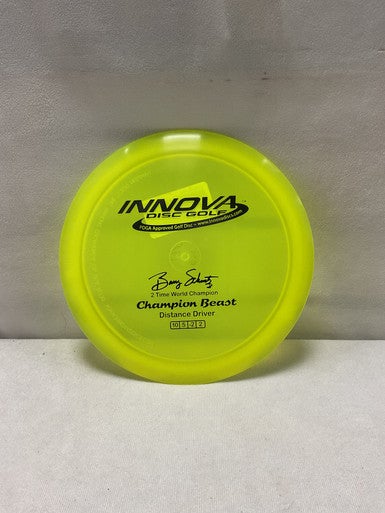 INNOVA
DISC GOLF
PDGA Approved Golf Disc ~ www.innovadiscs.com
Barry Schultz
2 Time World Champion
Champion Beast
Distance Driver
10 5 -2 2